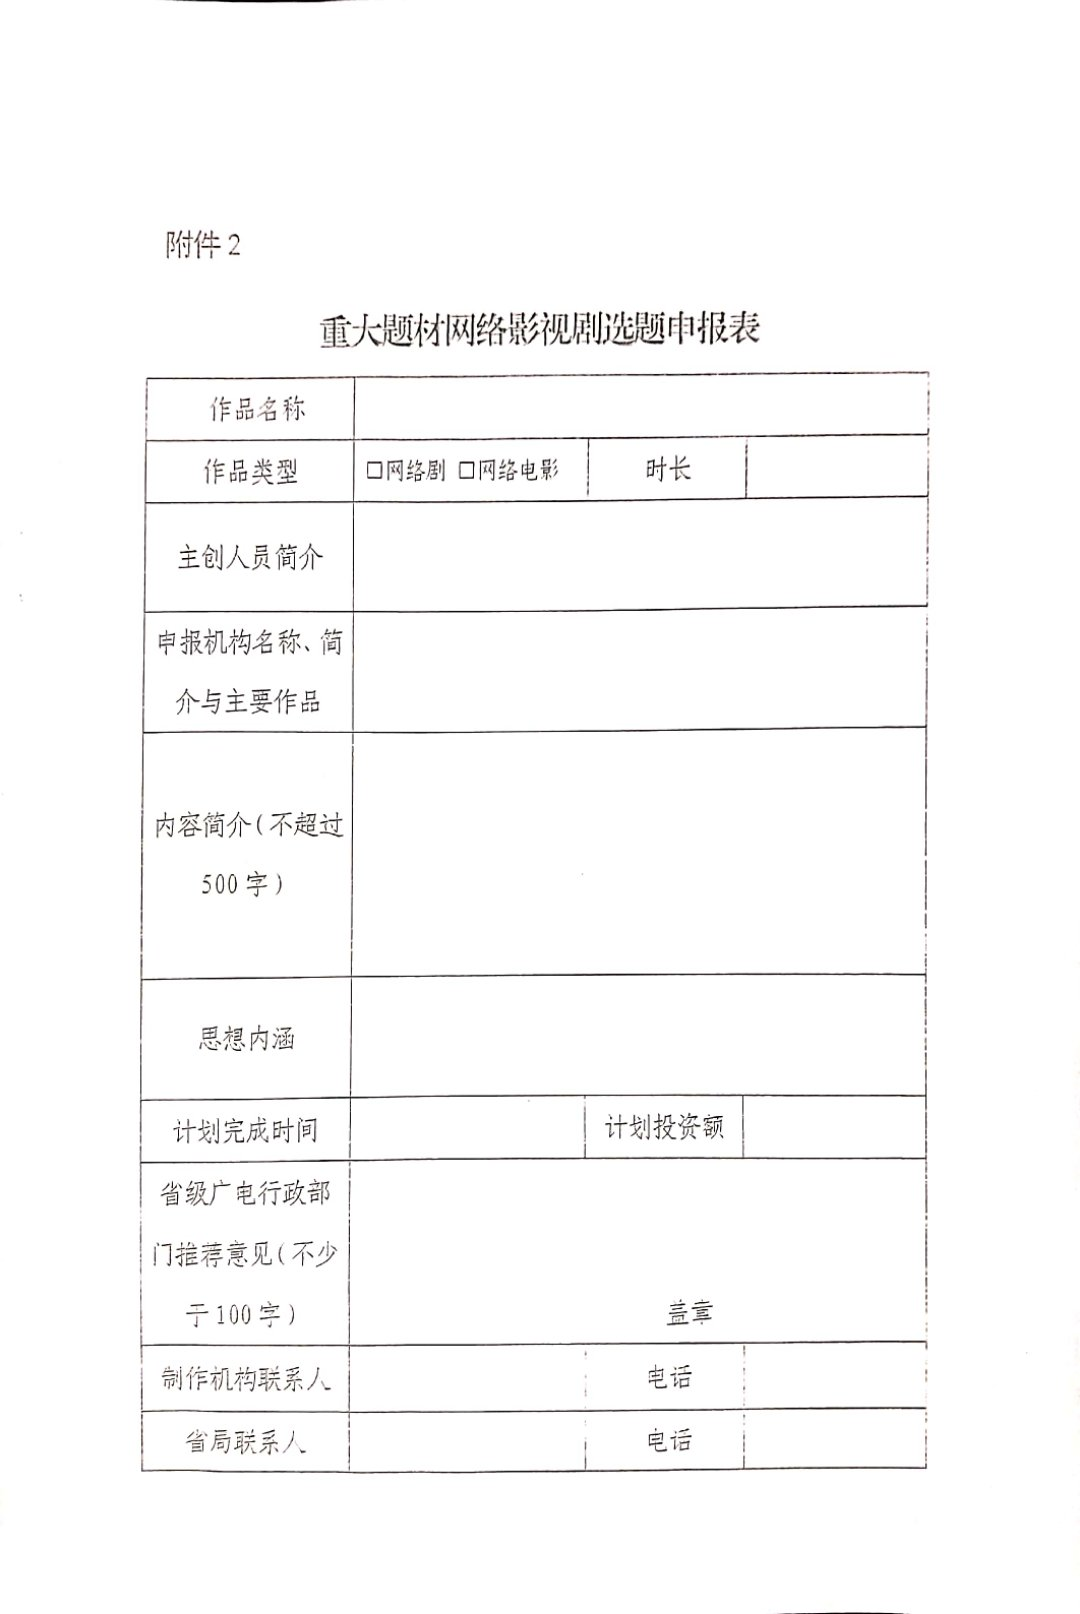 附件2
重大题材网络影视剧选题申报表
作品名称
作品类型 □网络剧 □网络电影 时长
主创人员简介
申报机构名称、简
介与主要作品
内容简介(不超过
500字)
思想内涵
计划完成时间 计划投资额
省级广电行政部
门推荐意见(不少
于100字)
盖章
制作机构联系人 电话
省局联系人 电话